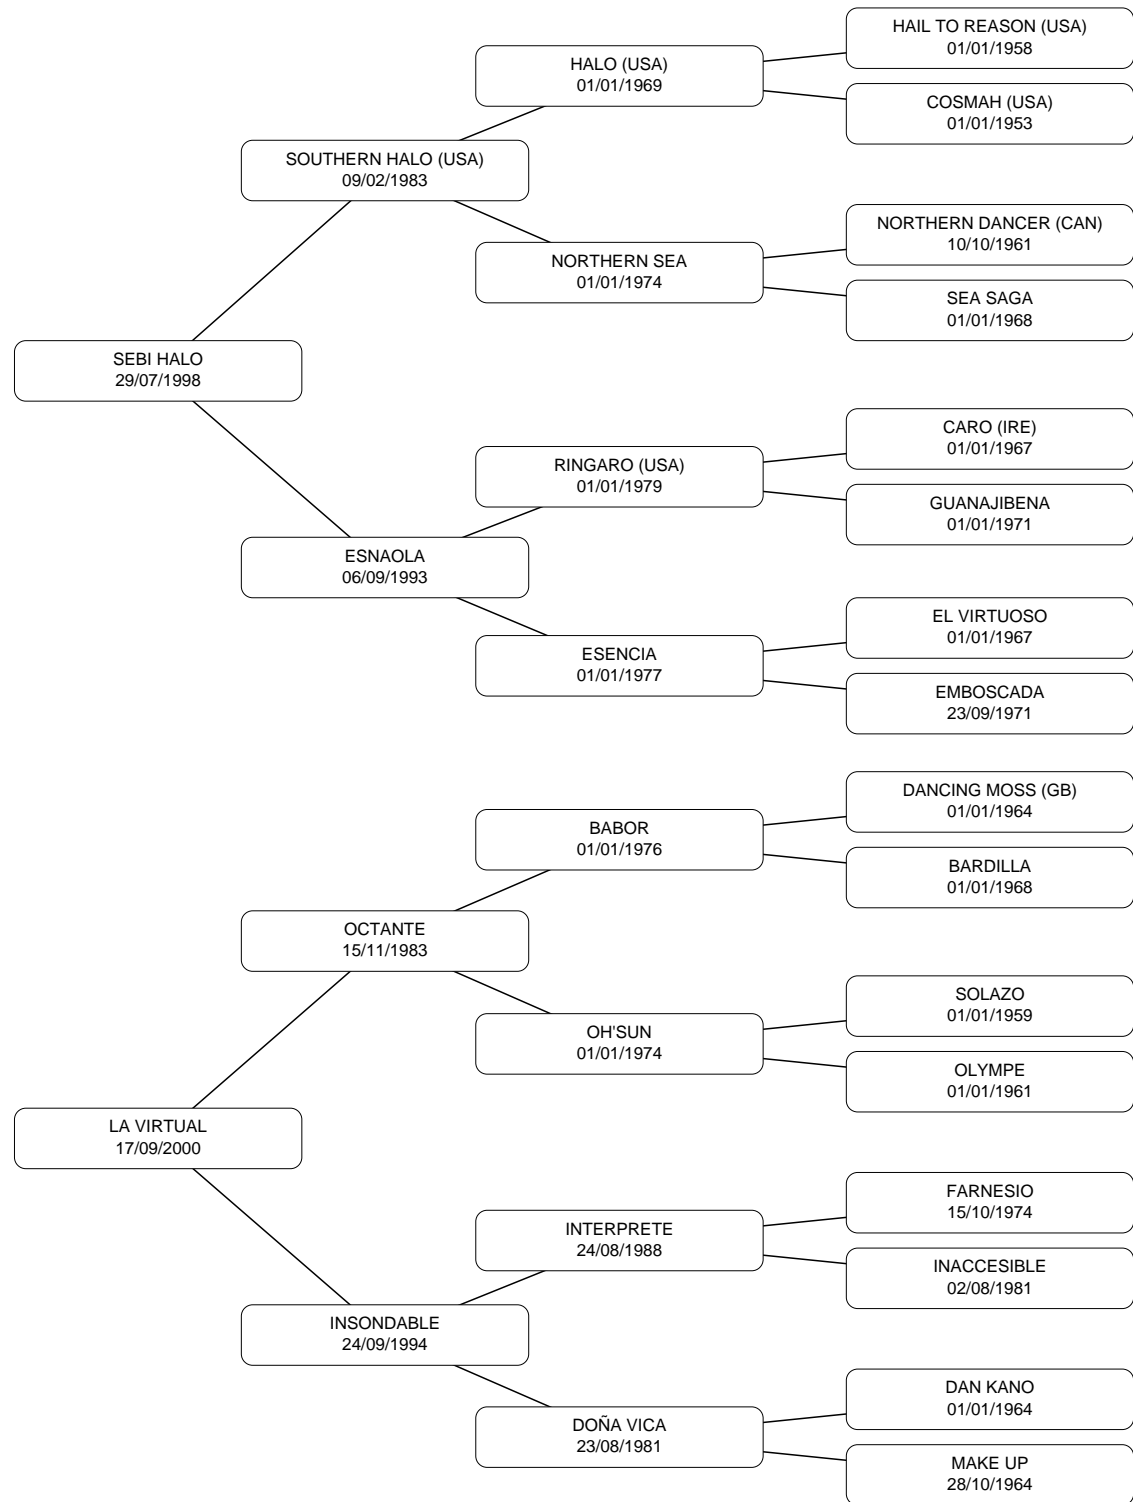 HAIL TO REASON (USA)
01/01/1958
HALO (USA)
01/01/1969
COSMAH (USA)
01/01/1953
SOUTHERN HALO (USA)
09/02/1983
NORTHERN DANCER (CAN)
10/10/1961
NORTHERN SEA
01/01/1974
SEA SAGA
01/01/1968
SEBI HALO
29/07/1998
CARO (IRE)
01/01/1967
RINGARO (USA)
01/01/1979
GUANAJIBENA
01/01/1971
ESNAOLA
06/09/1993
EL VIRTUOSO
01/01/1967
ESENCIA
01/01/1977
EMBOSCADA
23/09/1971
DANCING MOSS (GB)
01/01/1964
BABOR
01/01/1976
BARDILLA
01/01/1968
OCTANTE
15/11/1983
SOLAZO
01/01/1959
OH'SUN
01/01/1974
OLYMPE
01/01/1961
LA VIRTUAL
17/09/2000
FARNESIO
15/10/1974
INTERPRETE
24/08/1988
INACCESIBLE
02/08/1981
INSONDABLE
24/09/1994
DAN KANO
01/01/1964
DOÑA VICA
23/08/1981
MAKE UP
28/10/1964